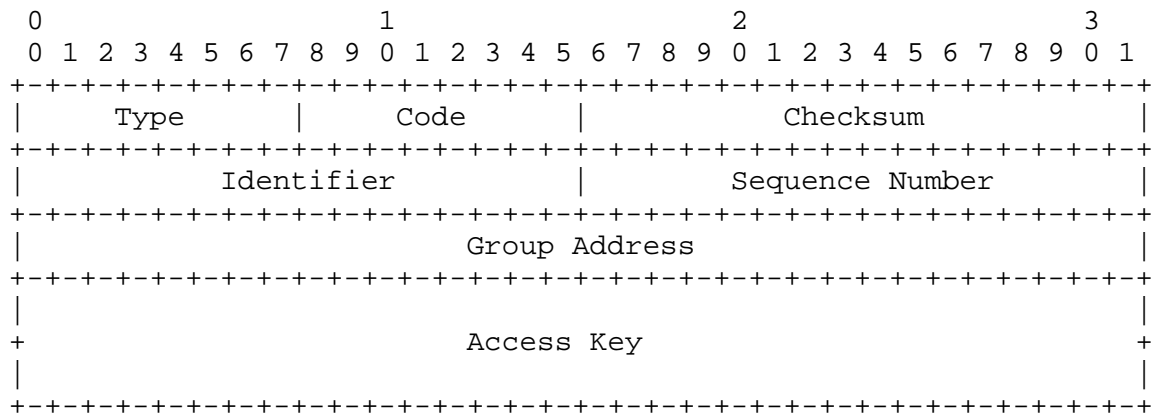 0                   1                   2                   3
 0 1 2 3 4 5 6 7 8 9 0 1 2 3 4 5 6 7 8 9 0 1 2 3 4 5 6 7 8 9 0 1
+-+-+-+-+-+-+-+-+-+-+-+-+-+-+-+-+-+-+-+-+-+-+-+-+-+-+-+-+-+-+-+-+
|     Type      |     Code      |           Checksum            |
+-+-+-+-+-+-+-+-+-+-+-+-+-+-+-+-+-+-+-+-+-+-+-+-+-+-+-+-+-+-+-+-+
|           Identifier          |        Sequence Number        |
+-+-+-+-+-+-+-+-+-+-+-+-+-+-+-+-+-+-+-+-+-+-+-+-+-+-+-+-+-+-+-+-+
|                         Group Address                         |
+-+-+-+-+-+-+-+-+-+-+-+-+-+-+-+-+-+-+-+-+-+-+-+-+-+-+-+-+-+-+-+-+
|                                                               |
+                         Access Key                            +
|                                                               |
+-+-+-+-+-+-+-+-+-+-+-+-+-+-+-+-+-+-+-+-+-+-+-+-+-+-+-+-+-+-+-+-+